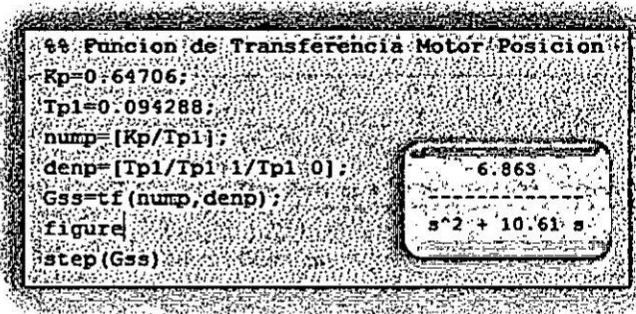 %% Funcion de Transferencia Motor Posicion
Kp=0.64706;
Tp1=0.094288;
nump=[Kp/Tp1];
denp=[Tp1/Tp1 1/Tp1 0];
Gss=tf(nump,denp);
figure
step(Gss)
6.863
---------------
s^2 + 10.61 s